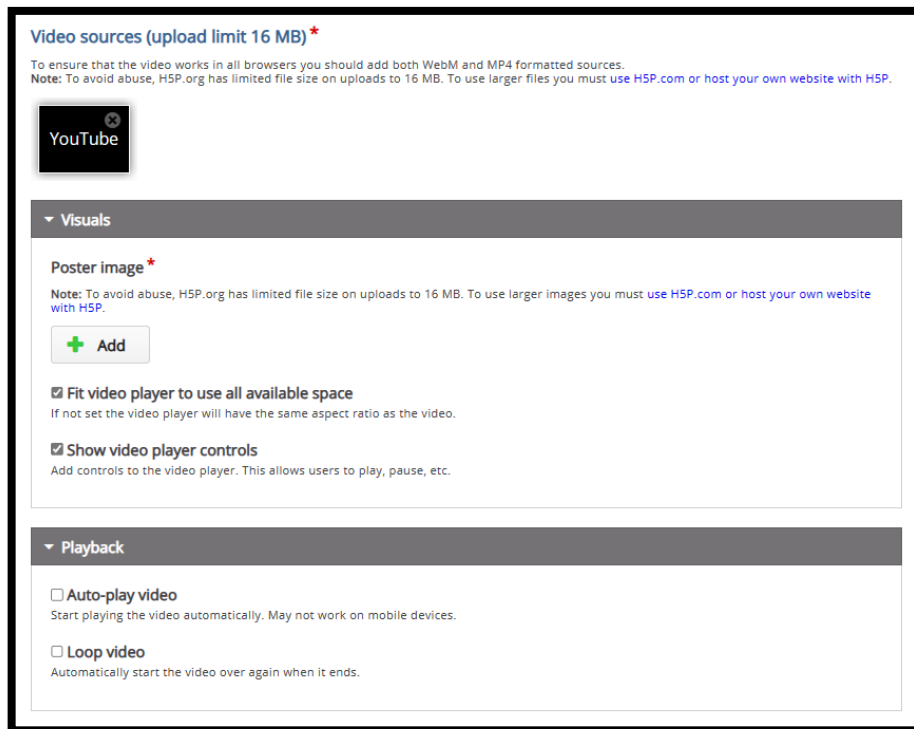 Video sources (upload limit 16 MB) *
To ensure that the video works in all browsers you should add both WebM and MP4 formatted sources.
Note: To avoid abuse, H5P.org has limited file size on uploads to 16 MB. To use larger files you must use H5P.com or host your own website with H5P.
YouTube
Visuals
Poster image *
Note: To avoid abuse, H5P.org has limited file size on uploads to 16 MB. To use larger images you must use H5P.com or host your own website
with H5P.
Add
Fit video player to use all available space
If not set the video player will have the same aspect ratio as the video.
Show video player controls
Add controls to the video player. This allows users to play, pause, etc.
Playback
Auto-play video
Start playing the video automatically. May not work on mobile devices.
Loop video
Automatically start the video over again when it ends.